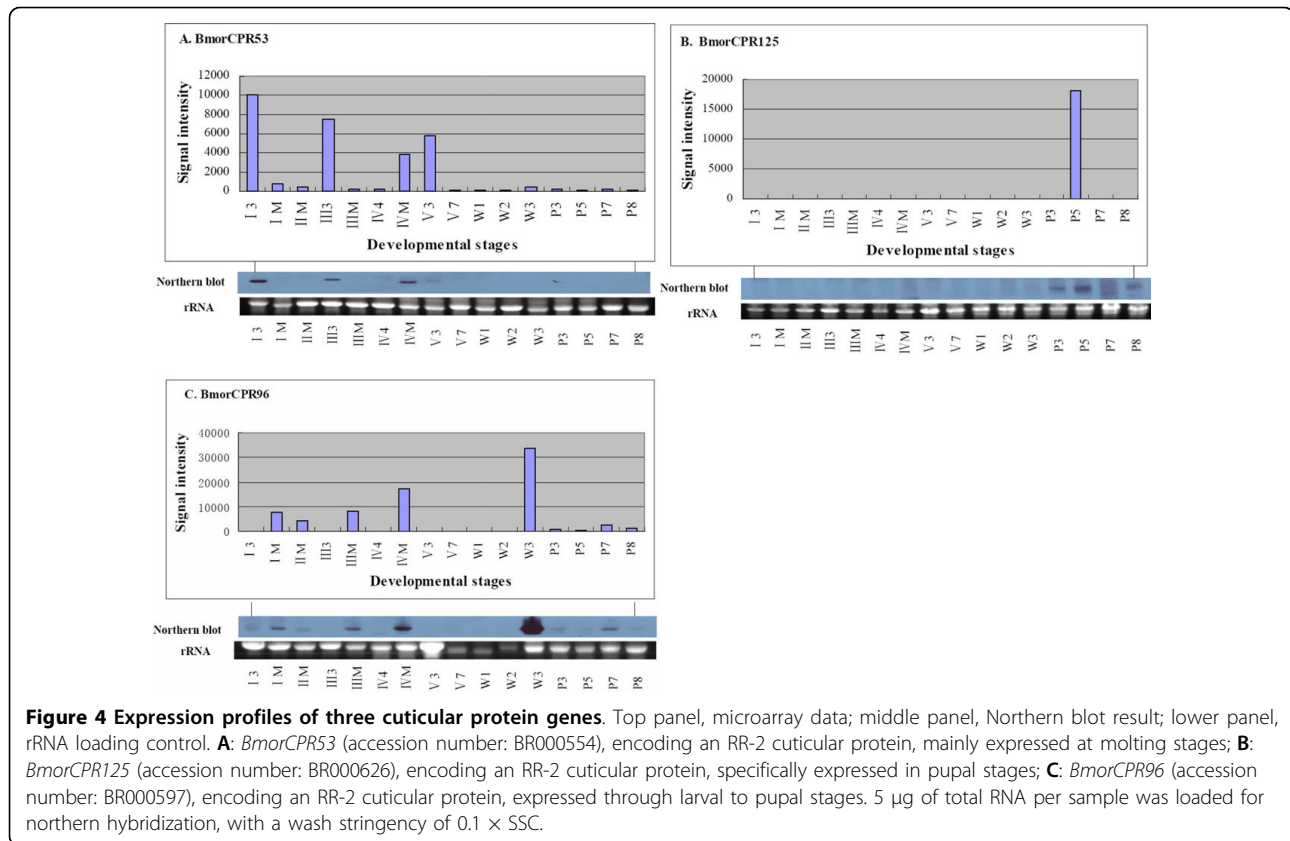 A. BmorCPR53
Signal intensity
12000
10000
8000
6000
4000
2000
0
I 3
I M
II M
III3
IIIM
IV4
IVM
V 3
V 7
W1
W2
W3
P3
P5
P7
P8
Developmental stages
Northern blot
rRNA
I 3
I M
II M
III3
IIIM
IV4
IVM
V 3
V 7
W1
W2
W3
P3
P5
P7
P8
B. BmorCPR125
Signal intensity
20000
15000
10000
5000
0
I 3
I M
II M
III3
IIIM
IV4
IVM
V 3
V 7
W1
W2
W3
P3
P5
P7
P8
Developmental stages
Northern blot
rRNA
I 3
I M
II M
III3
IIIM
IV4
IVM
V 3
V 7
W1
W2
W3
P3
P5
P7
P8
C. BmorCPR96
Signal intensity
40000
30000
20000
10000
0
I 3
I M
II M
III3
IIIM
IV4
IVM
V 3
V 7
W1
W2
W3
P3
P5
P7
P8
Developmental stages
Northern blot
rRNA
I 3
I M
II M
III3
IIIM
IV4
IVM
V 3
V 7
W1
W2
W3
P3
P5
P7
P8
Figure 4 Expression profiles of three cuticular protein genes. Top panel, microarray data; middle panel, Northern blot result; lower panel,
rRNA loading control. A: BmorCPR53 (accession number: BR000554), encoding an RR-2 cuticular protein, mainly expressed at molting stages; B:
BmorCPR125 (accession number: BR000626), encoding an RR-2 cuticular protein, specifically expressed in pupal stages; C: BmorCPR96 (accession
number: BR000597), encoding an RR-2 cuticular protein, expressed through larval to pupal stages. 5 μg of total RNA per sample was loaded for
northern hybridization, with a wash stringency of 0.1 × SSC.